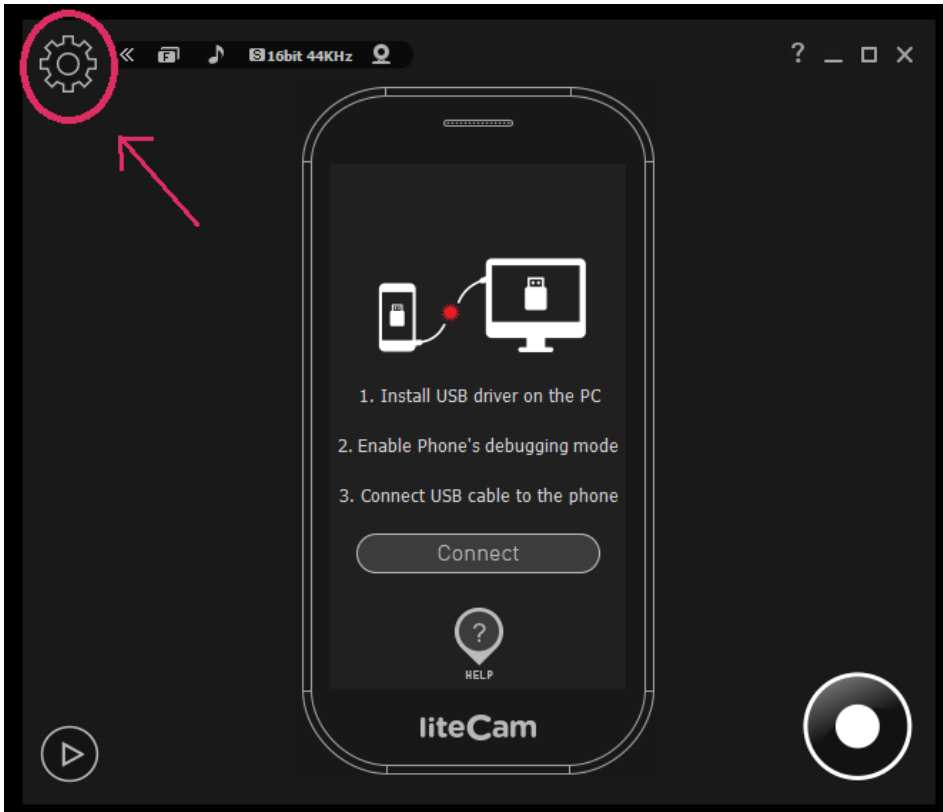 S 16bit 44KHz
?
F
1. Install USB driver on the PC
2. Enable Phone's debugging mode
3. Connect USB cable to the phone
Connect
?
HELP
liteCam